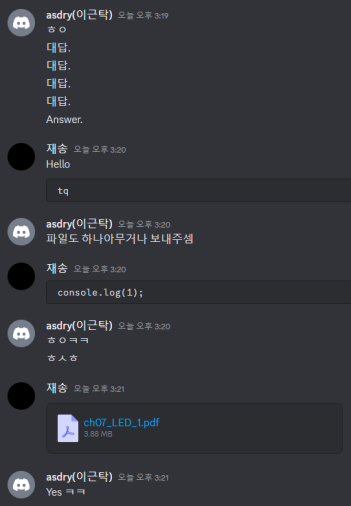 asdry(이근탁) 오늘 오후 3:19
ㅎㅇ
대답.
대답.
대답.
대답.
Answer.
재송 오늘 오후 3:20
Hello
tq
asdry(이근탁) 오늘 오후 3:20
파일도 하나아무거나 보내주셈
재송 오늘 오후 3:20
console.log(1);
asdry(이근탁) 오늘 오후 3:20
ㅎㅇㅋㅋ
ㅎㅅㅎ
재송 오늘 오후 3:21
ch07_LED_1.pdf
3.88 MB
asdry(이근탁) 오늘 오후 3:21
Yes ㅋㅋ